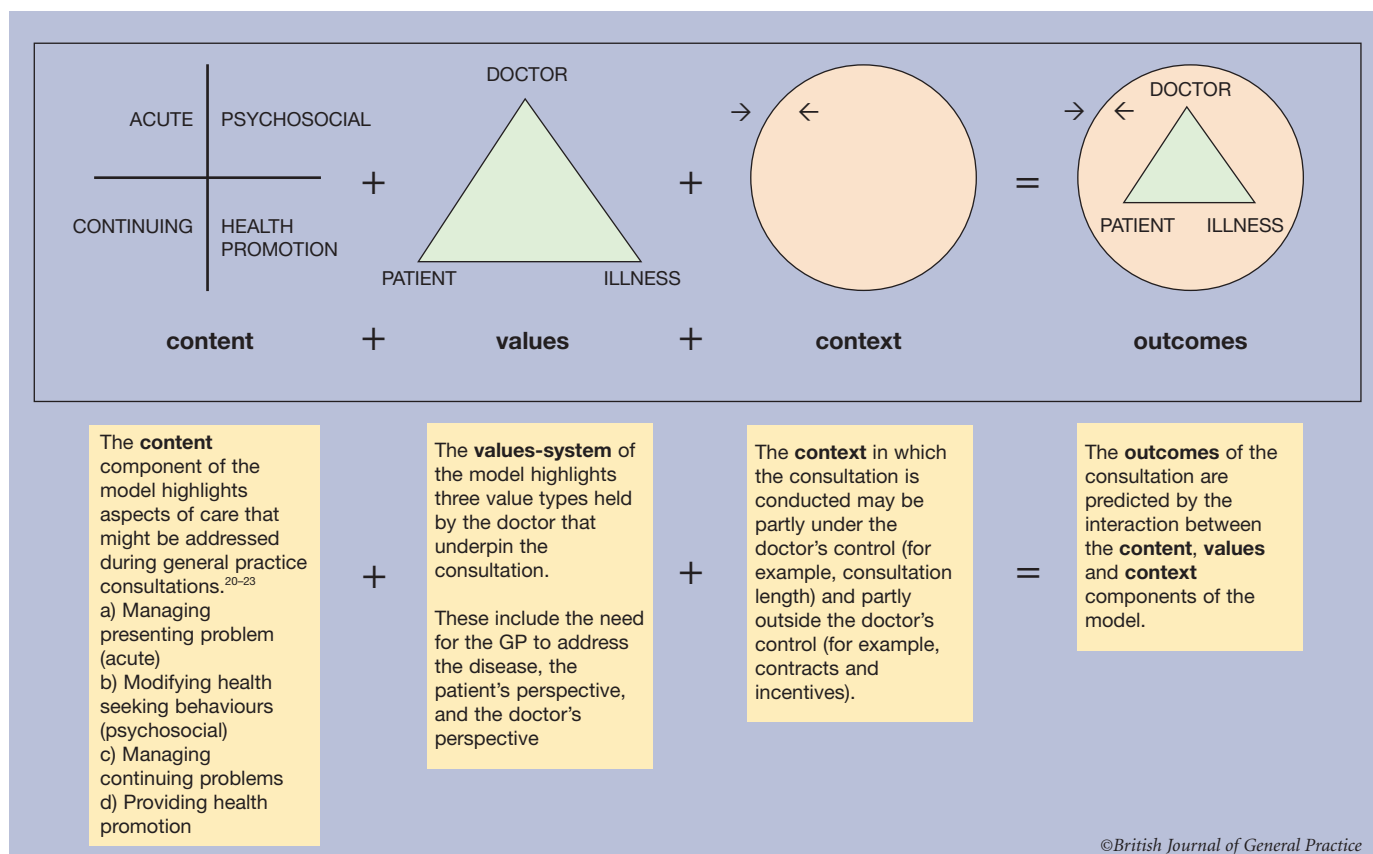 DOCTOR
ACUTE
PSYCHOSOCIAL
CONTINUING
HEALTH
PROMOTION
+
PATIENT
ILLNESS
+
→ ←
=
→ ←
DOCTOR
PATIENT
ILLNESS
content + values + context outcomes
The content
component of the
model highlights
aspects of care that
might be addressed
during general practice
consultations.20–23
a) Managing
presenting problem
(acute)
b) Modifying health
seeking behaviours
(psychosocial)
c) Managing
continuing problems
d) Providing health
promotion
+
The values-system of
the model highlights
three value types held
by the doctor that
underpin the
consultation.
These include the need
for the GP to address
the disease, the
patient's perspective,
and the doctor's
perspective
+
The context in which
the consultation is
conducted may be
partly under the
doctor's control (for
example, consultation
length) and partly
outside the doctor's
control (for example,
contracts and
incentives).
=
The outcomes of the
consultation are
predicted by the
interaction between
the content, values
and context
components of the
model.
©British Journal of General Practice